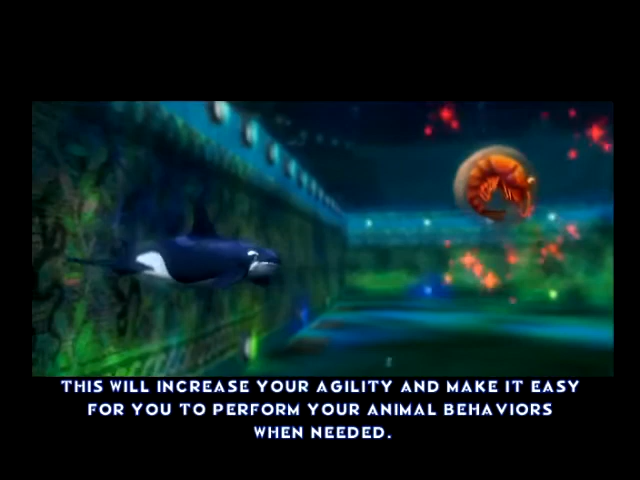 THIS WILL INCREASE YOUR AGILITY AND MAKE IT EASY
FOR YOU TO PERFORM YOUR ANIMAL BEHAVIORS
WHEN NEEDED.